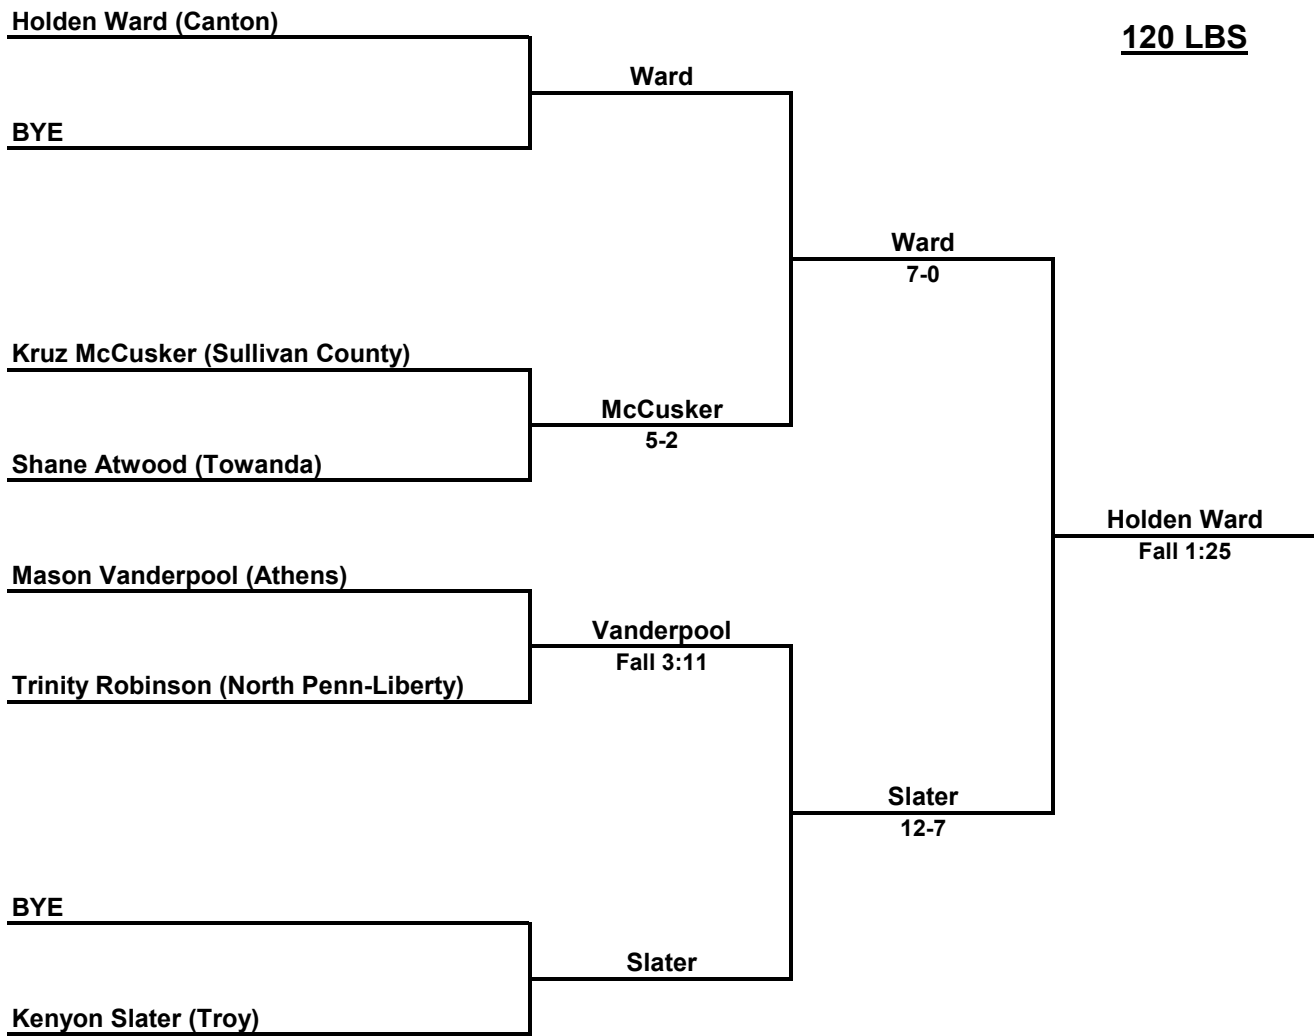 Holden Ward (Canton)
120 LBS
Ward
BYE
Ward
7-0
Kruz McCusker (Sullivan County)
McCusker
5-2
Shane Atwood (Towanda)
Holden Ward
Fall 1:25
Mason Vanderpool (Athens)
Vanderpool
Fall 3:11
Trinity Robinson (North Penn-Liberty)
Slater
12-7
BYE
Slater
Kenyon Slater (Troy)